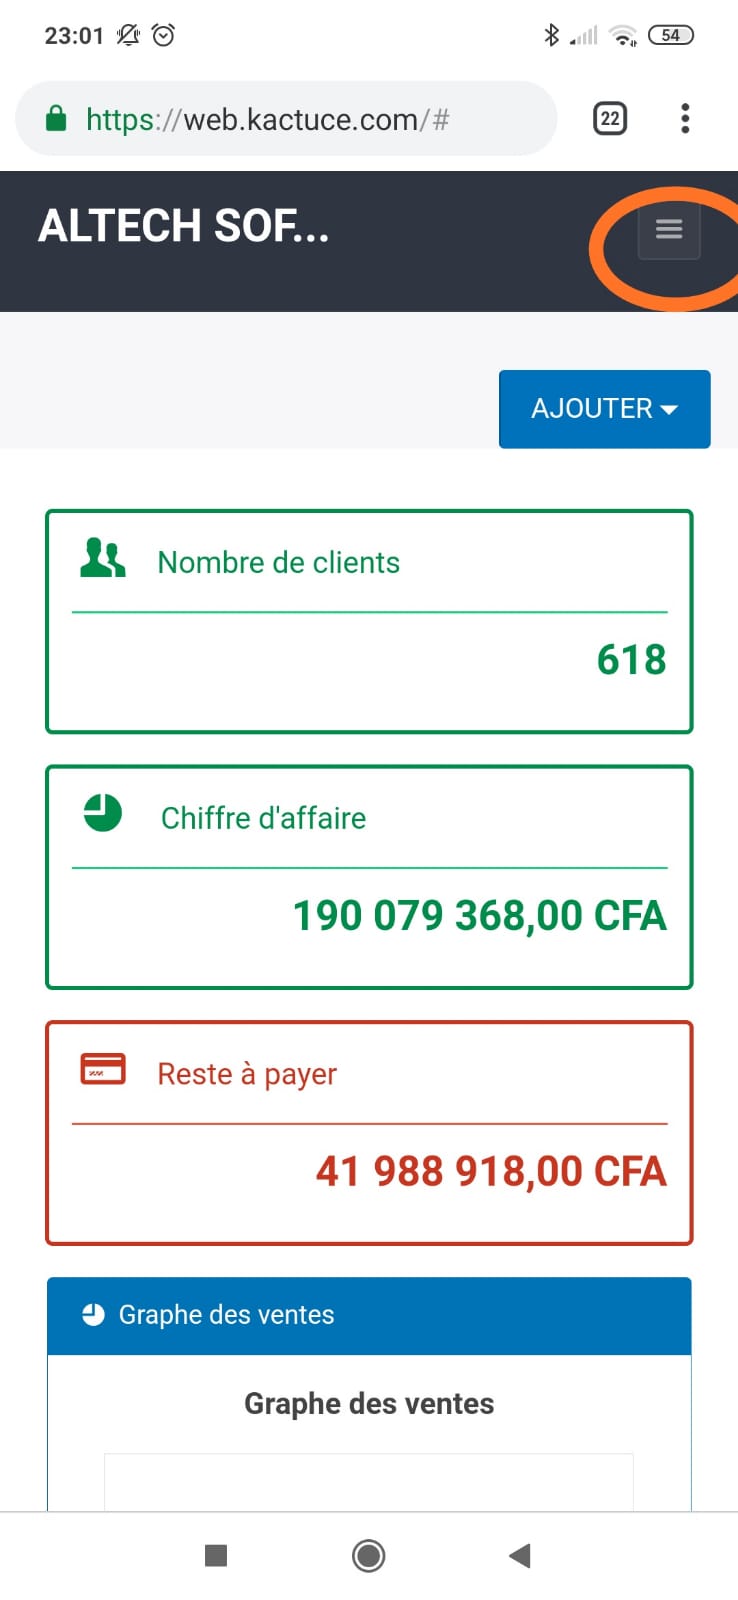 23:01
54
https://web.kactuce.com/#
22
ALTECH SOF...
AJOUTER
Nombre de clients
618
Chiffre d'affaire
190 079 368,00 CFA
Reste à payer
41 988 918,00 CFA
Graphe des ventes
Graphe des ventes